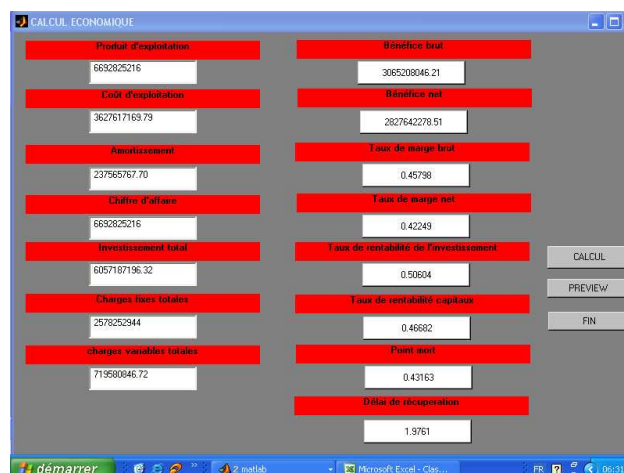 CALCUL ECONOMIQUE
Produit d'exploitation
6692825216
Coût d'exploitation
3627617169.79
Amortissement
237565767.70
Chiffre d'affaire
6692825216
Investissement total
6057187196.32
Charges fixes totales
2578252944
charges variables totales
719580846.72
Bénéfice brut
3065208046.21
Bénéfice net
2827642278.51
Taux de marge brut
0.45798
Taux de marge net
0.42249
Taux de rentabilité de l'investissement
0.50604
Taux de rentabilité capitaux
0.46682
Point mort
0.43163
Délai de récuperation
1.9761
CALCUL
PREVIEW
FIN
démarrer
2 matlab
Microsoft Excel - Clas...
FR
06:31